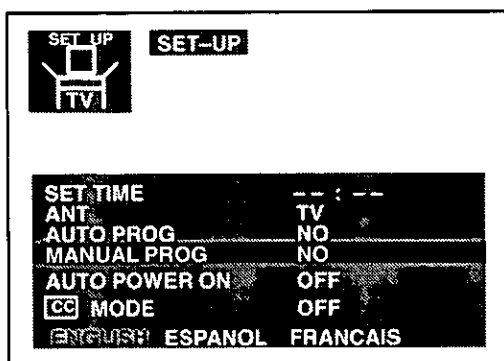 SET UP
TV
SET-UP
SET TIME --:--
ANT TV
AUTO PROG NO
MANUAL PROG NO
AUTO POWER ON OFF
CC MODE OFF
ENGLISH ESPANOL FRANCAIS